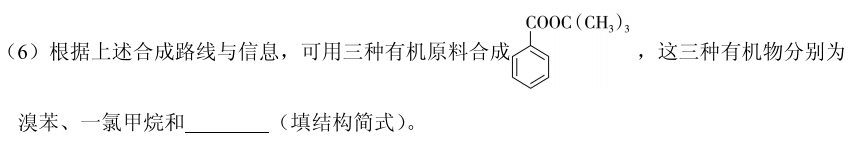 COOC(CH₃)₃
(6)根据上述合成路线与信息，可用三种有机原料合成 ，这三种有机物分别为
溴苯、一氯甲烷和________(填结构简式)。